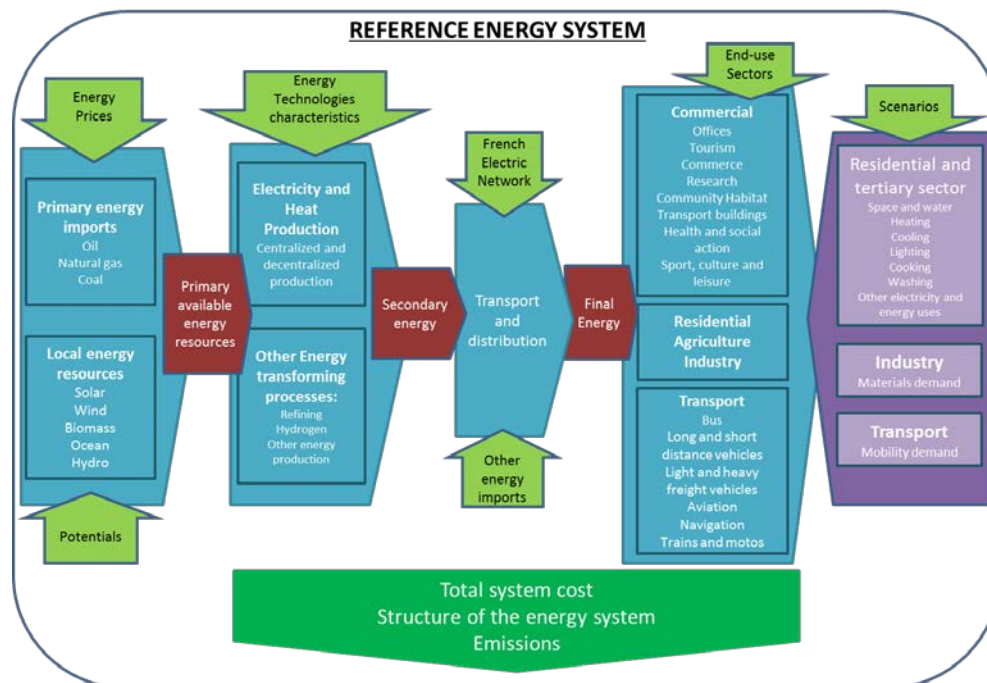 REFERENCE ENERGY SYSTEM
Energy
Prices
Primary energy
imports
Oil
Natural gas
Coal
Local energy
resources
Solar
Wind
Biomass
Ocean
Hydro
Potentials
Primary
available
energy
resources
Energy
Technologies
characteristics
Electricity and
Heat
Production
Centralized and
decentralized
production
Other Energy
transforming
processes:
Refining
Hydrogen
Other energy
production
Secondary
energy
French
Electric
Network
Transport
and
distribution
Other
energy
imports
Final
Energy
End-use
Sectors
Commercial
Offices
Tourism
Commerce
Research
Community Habitat
Transport buildings
Health and social
action
Sport, culture and
leisure
Residential
Agriculture
Industry
Transport
Bus
Long and short
distance vehicles
Light and heavy
freight vehicles
Aviation
Navigation
Trains and motos
Scenarios
Residential and
tertiary sector
Space and water
Heating
Cooling
Lighting
Cooking
Washing
Other electricity and
energy uses
Industry
Materials demand
Transport
Mobility demand
Total system cost
Structure of the energy system
Emissions